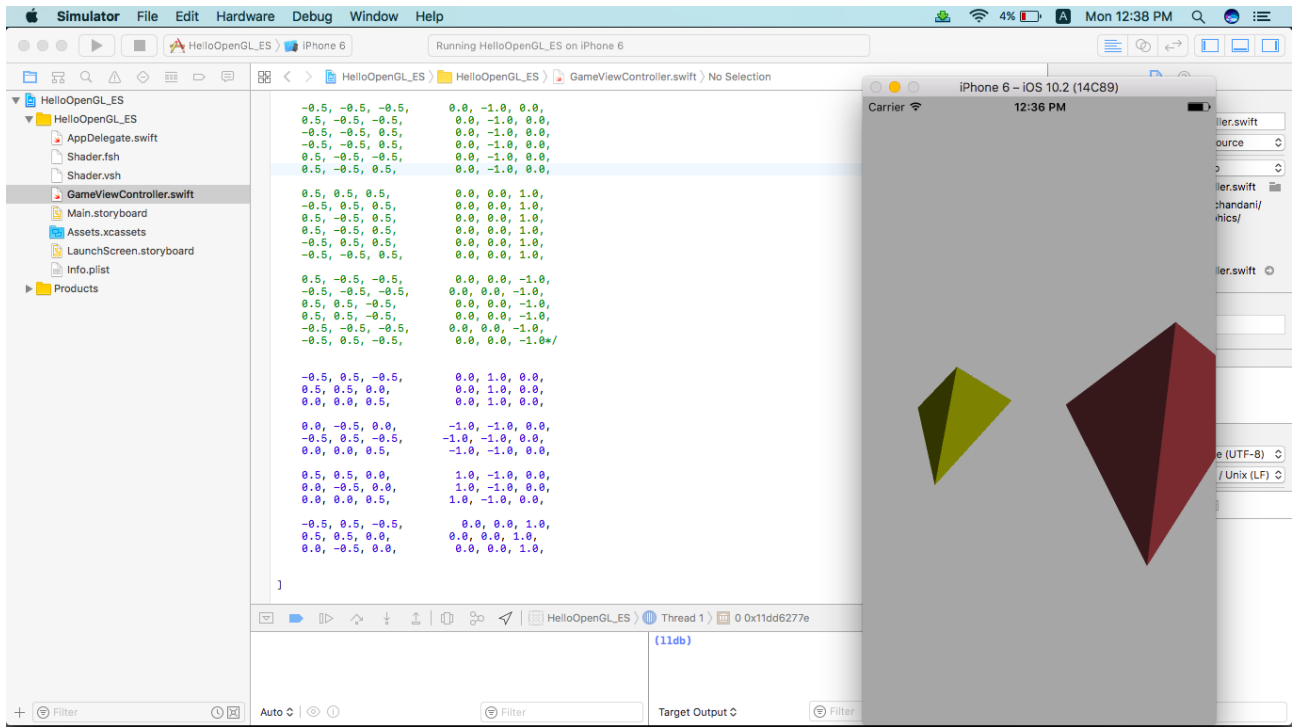 Simulator File Edit Hardware Debug Window Help 4% A Mon 12:38 PM
HelloOpenGL_ES iPhone 6 Running HelloOpenGL_ES on iPhone 6
HelloOpenGL_ES HelloOpenGL_ES GameViewController.swift No Selection
HelloOpenGL_ES
HelloOpenGL_ES
AppDelegate.swift
Shader.fsh
Shader.vsh
GameViewController.swift
Main.storyboard
Assets.xcassets
LaunchScreen.storyboard
Info.plist
Products
Filter
-0.5, -0.5, -0.5, 0.0, -1.0, 0.0,
0.5, -0.5, -0.5, 0.0, -1.0, 0.0,
-0.5, -0.5, 0.5, 0.0, -1.0, 0.0,
-0.5, -0.5, 0.5, 0.0, -1.0, 0.0,
0.5, -0.5, -0.5, 0.0, -1.0, 0.0,
0.5, -0.5, 0.5, 0.0, -1.0, 0.0,
0.5, 0.5, 0.5, 0.0, 0.0, 1.0,
-0.5, 0.5, 0.5, 0.0, 0.0, 1.0,
0.5, -0.5, 0.5, 0.0, 0.0, 1.0,
0.5, -0.5, 0.5, 0.0, 0.0, 1.0,
-0.5, 0.5, 0.5, 0.0, 0.0, 1.0,
-0.5, -0.5, 0.5, 0.0, 0.0, 1.0,
0.5, -0.5, -0.5, 0.0, 0.0, -1.0,
-0.5, -0.5, -0.5, 0.0, 0.0, -1.0,
0.5, 0.5, -0.5, 0.0, 0.0, -1.0,
0.5, 0.5, -0.5, 0.0, 0.0, -1.0,
-0.5, -0.5, -0.5, 0.0, 0.0, -1.0,
-0.5, 0.5, -0.5, 0.0, 0.0, -1.0*/
-0.5, 0.5, -0.5, 0.0, 1.0, 0.0,
0.5, 0.5, 0.0, 0.0, 1.0, 0.0,
0.0, 0.0, 0.5, 0.0, 1.0, 0.0,
0.0, -0.5, 0.0, -1.0, -1.0, 0.0,
-0.5, 0.5, -0.5, -1.0, -1.0, 0.0,
0.0, 0.0, 0.5, -1.0, -1.0, 0.0,
0.5, 0.5, 0.0, 1.0, -1.0, 0.0,
0.0, -0.5, 0.0, 1.0, -1.0, 0.0,
0.0, 0.0, 0.5, 1.0, -1.0, 0.0,
-0.5, 0.5, -0.5, 0.0, 0.0, 1.0,
0.5, 0.5, 0.0, 0.0, 0.0, 1.0,
0.0, -0.5, 0.0, 0.0, 0.0, 1.0,
]
HelloOpenGL_ES Thread 1 0 0x11dd6277e
(lldb)
Auto Filter Target Output Filter
iPhone 6 – iOS 10.2 (14C89)
Carrier 12:36 PM
ller.swift
ource
ller.swift
chandani/
phics/
ller.swift
e (UTF-8)
/ Unix (LF)